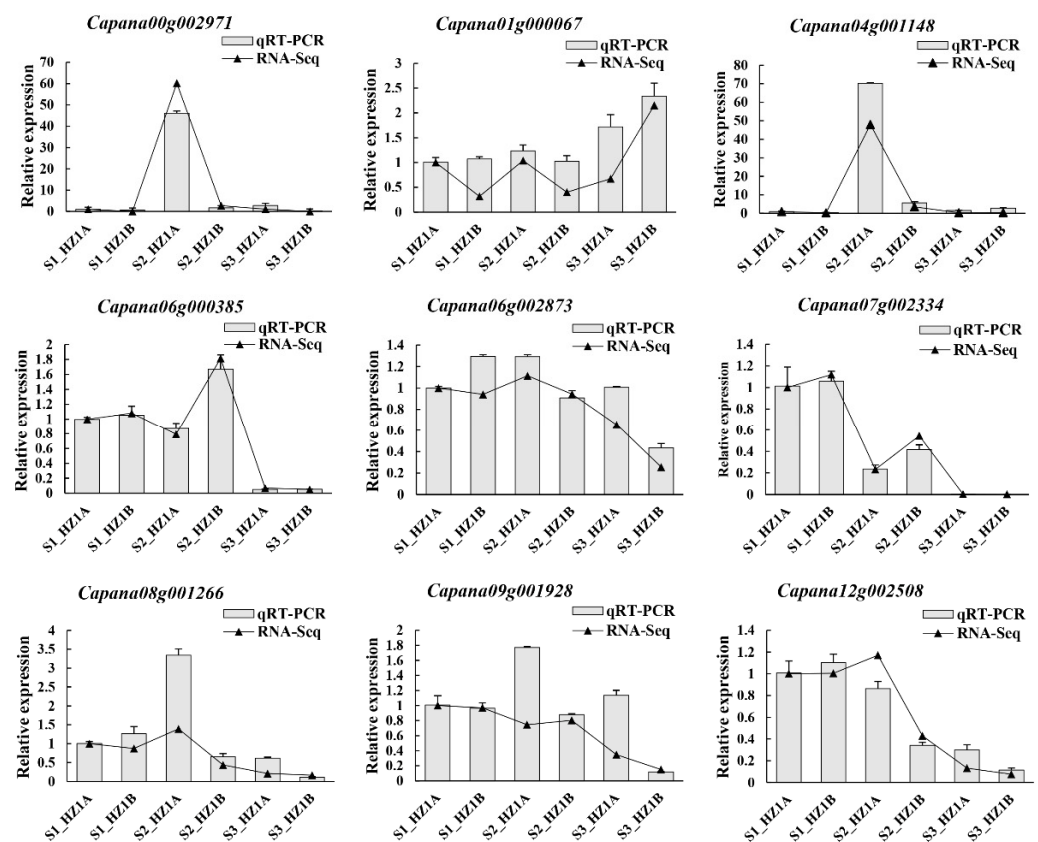 Capana00g002971
qRT-PCR
RNA-Seq
Relative expression
70
60
50
40
30
20
10
0
S1_HZ1A
S1_HZ1B
S2_HZ1A
S2_HZ1B
S3_HZ1A
S3_HZ1B
Capana01g000067
qRT-PCR
RNA-Seq
Relative expression
3
2.5
2
1.5
1
0.5
0
S1_HZ1A
S1_HZ1B
S2_HZ1A
S2_HZ1B
S3_HZ1A
S3_HZ1B
Capana04g001148
qRT-PCR
RNA-Seq
Relative expression
80
70
60
50
40
30
20
10
0
S1_HZ1A
S1_HZ1B
S2_HZ1A
S2_HZ1B
S3_HZ1A
S3_HZ1B
Capana06g000385
qRT-PCR
RNA-Seq
Relative expression
2
1.8
1.6
1.4
1.2
1
0.8
0.6
0.4
0.2
0
S1_HZ1A
S1_HZ1B
S2_HZ1A
S2_HZ1B
S3_HZ1A
S3_HZ1B
Capana06g002873
qRT-PCR
RNA-Seq
Relative expression
1.4
1.2
1
0.8
0.6
0.4
0.2
0
S1_HZ1A
S1_HZ1B
S2_HZ1A
S2_HZ1B
S3_HZ1A
S3_HZ1B
Capana07g002334
qRT-PCR
RNA-Seq
Relative expression
1.4
1.2
1
0.8
0.6
0.4
0.2
0
S1_HZ1A
S1_HZ1B
S2_HZ1A
S2_HZ1B
S3_HZ1A
S3_HZ1B
Capana08g001266
qRT-PCR
RNA-Seq
Relative expression
4
3.5
3
2.5
2
1.5
1
0.5
0
S1_HZ1A
S1_HZ1B
S2_HZ1A
S2_HZ1B
S3_HZ1A
S3_HZ1B
Capana09g001928
qRT-PCR
RNA-Seq
Relative expression
2
1.8
1.6
1.4
1.2
1
0.8
0.6
0.4
0.2
0
S1_HZ1A
S1_HZ1B
S2_HZ1A
S2_HZ1B
S3_HZ1A
S3_HZ1B
Capana12g002508
qRT-PCR
RNA-Seq
Relative expression
1.4
1.2
1
0.8
0.6
0.4
0.2
0
S1_HZ1A
S1_HZ1B
S2_HZ1A
S2_HZ1B
S3_HZ1A
S3_HZ1B